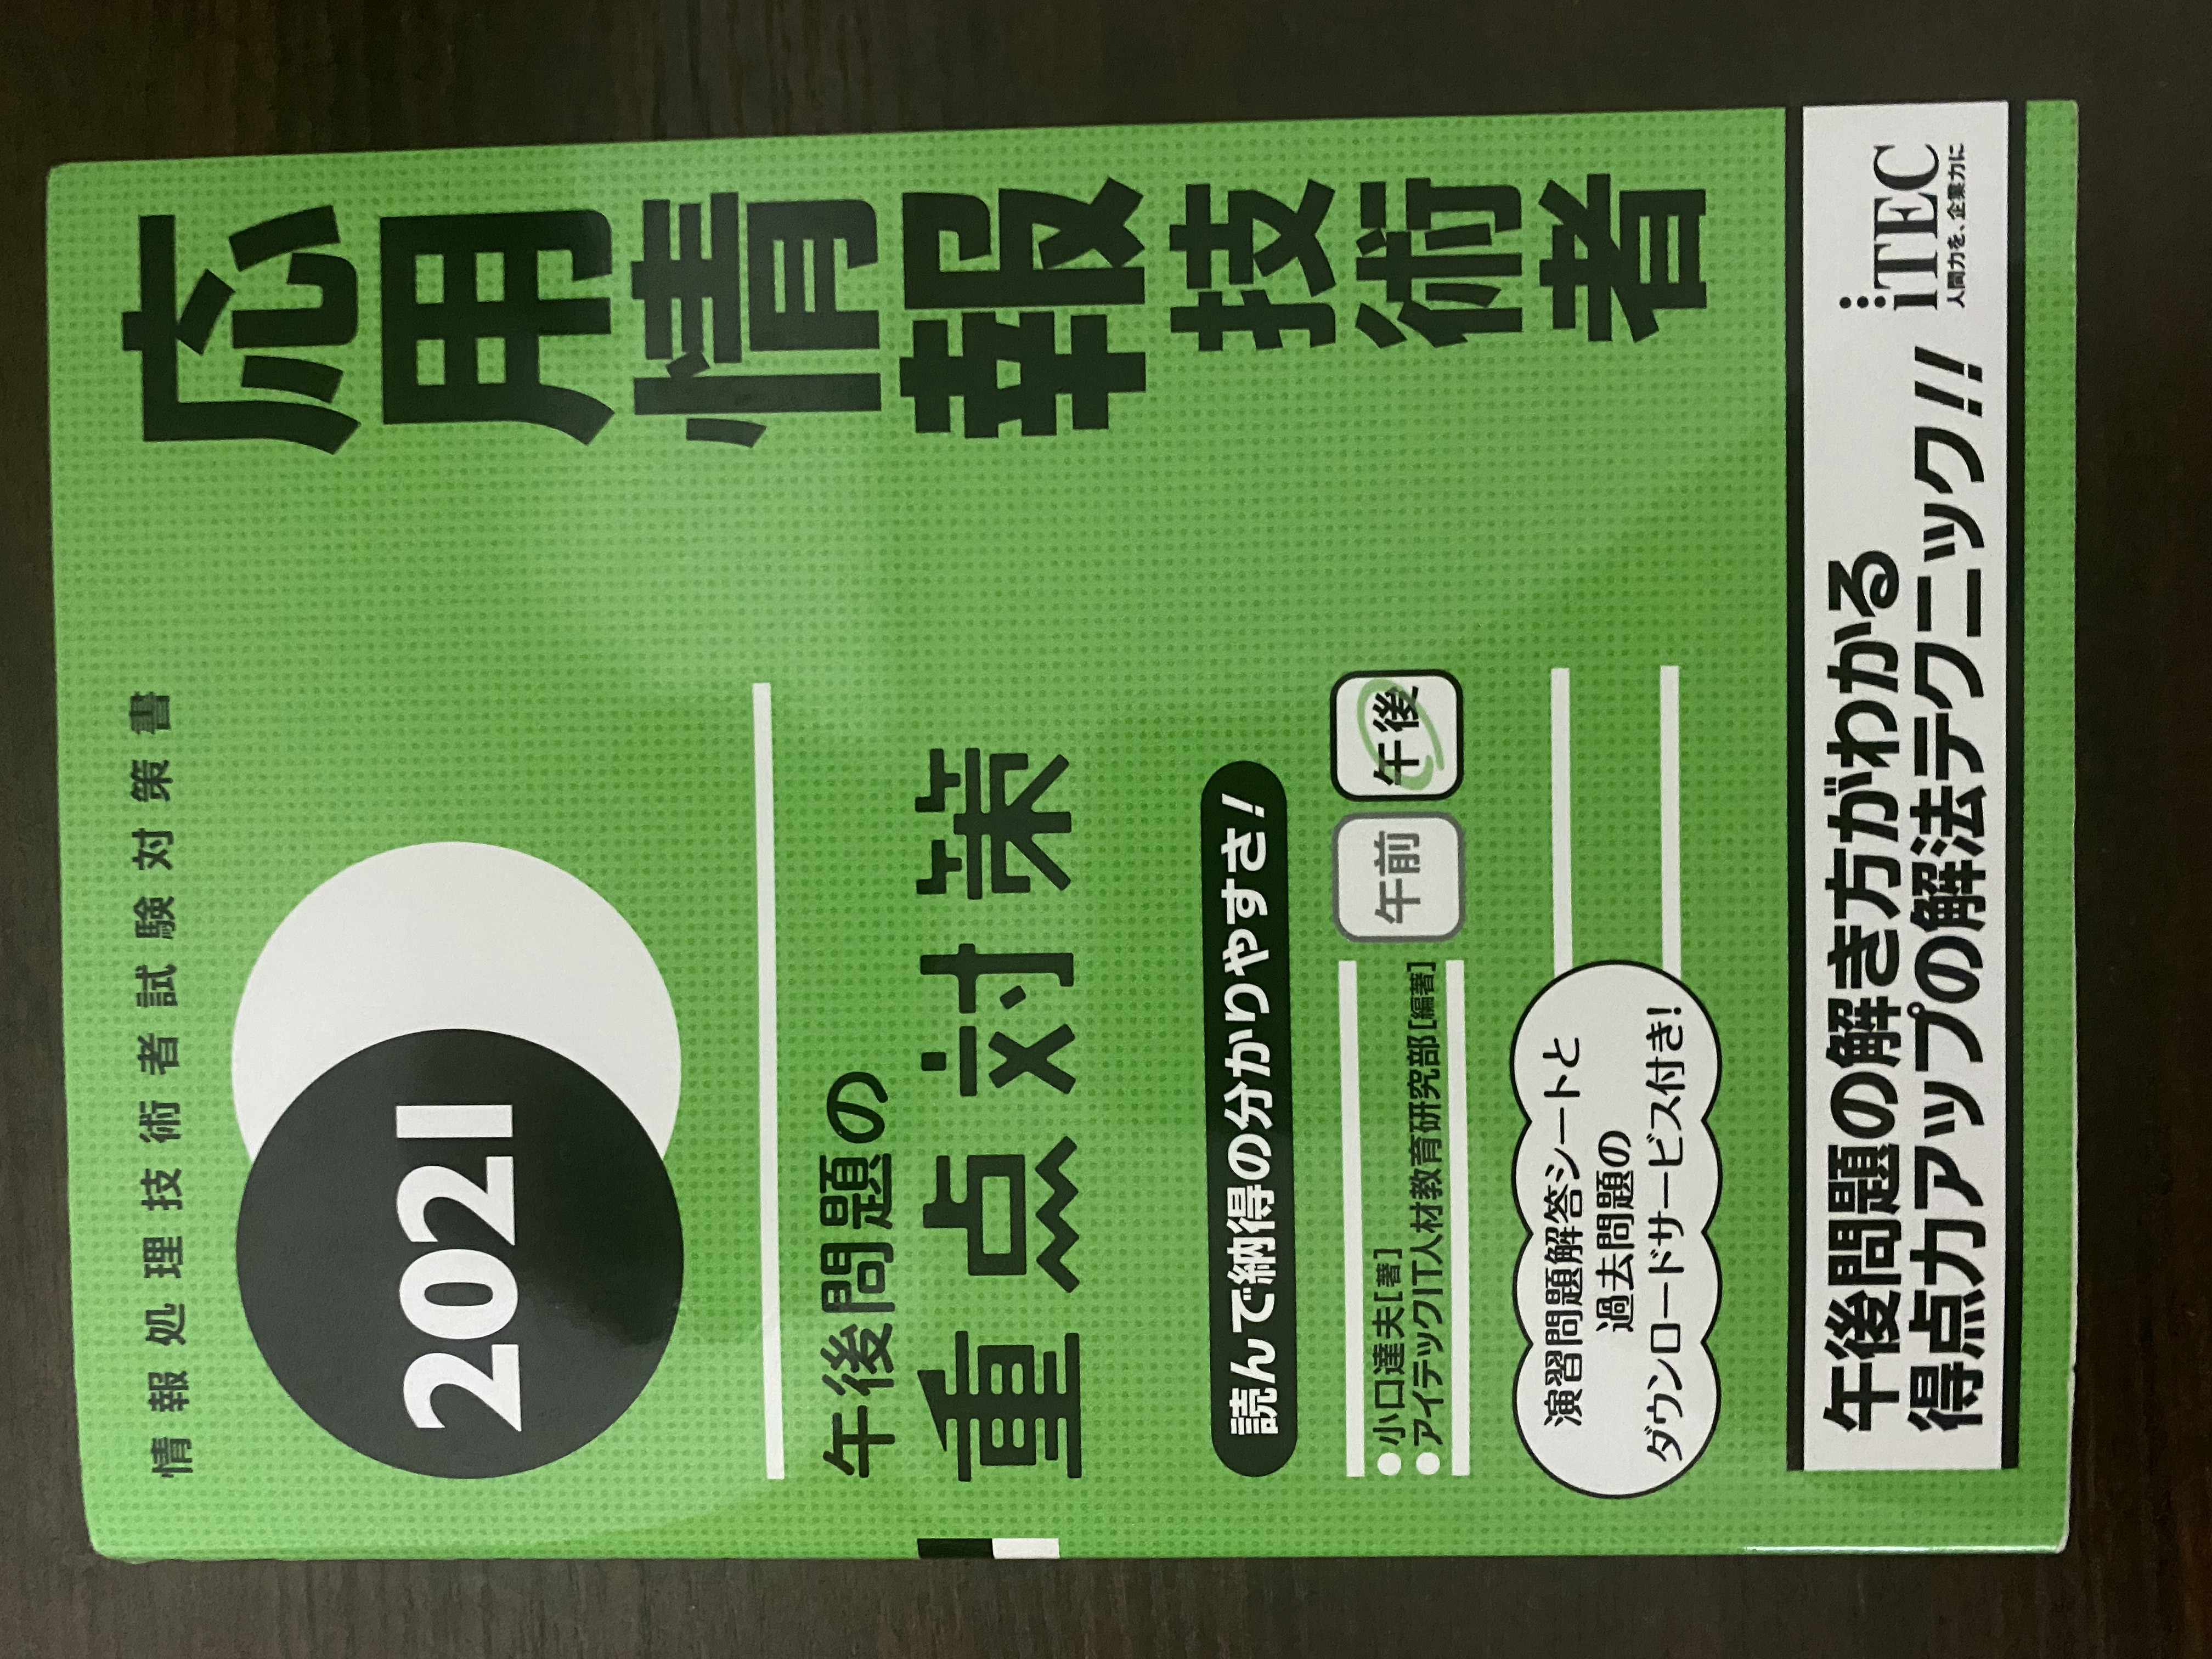 情報処理技術者試験対策書
応用情報技術者
2021
午後問題の
重点対策
読んで納得の分かりやすさ!
●小口達夫[著]
●アイテックIT人材教育研究部[編著]
午前
午後
演習問題解答シートと
過去問題の
ダウンロードサービス付き!
午後問題の解き方がわかる
得点力アップの解法テクニック!!
iTEC
人間力を、企業力に